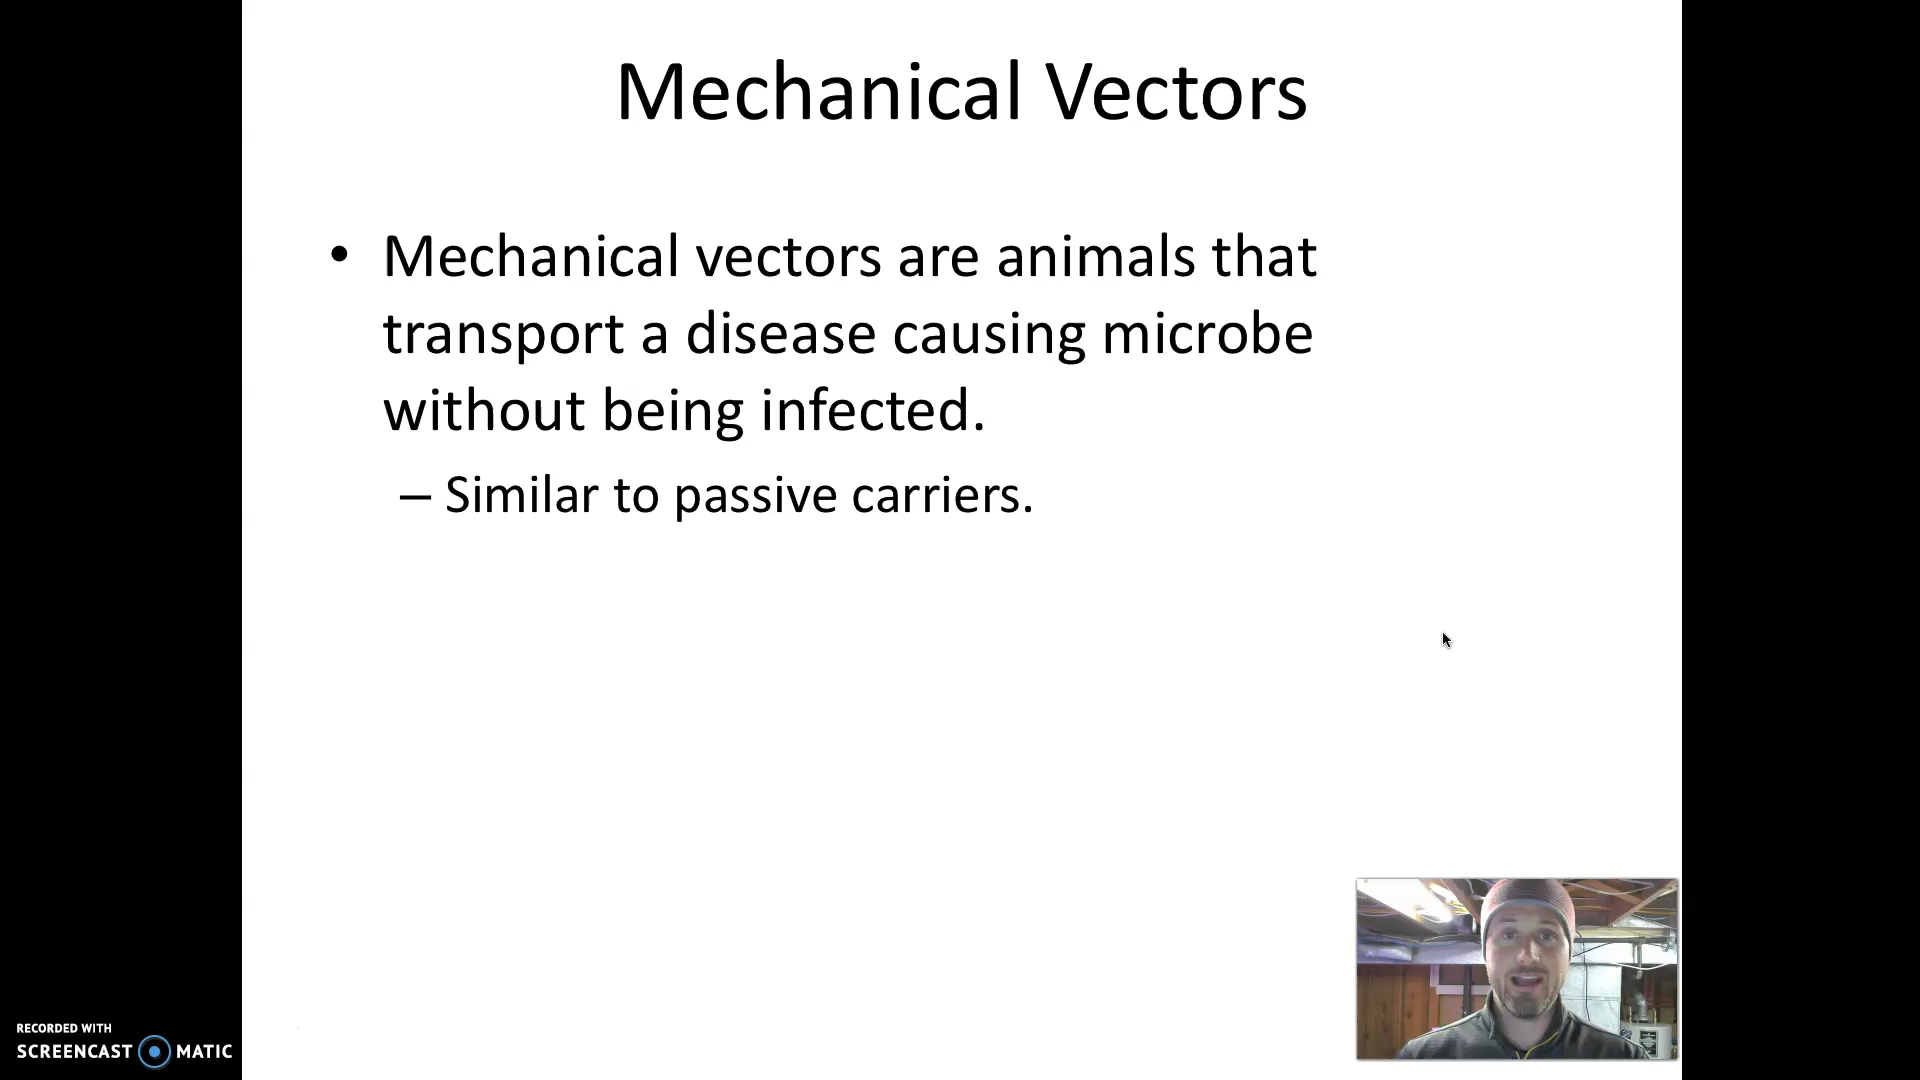 Mechanical Vectors
• Mechanical vectors are animals that
transport a disease causing microbe
without being infected.
– Similar to passive carriers.
RECORDED WITH
SCREENCAST MATIC